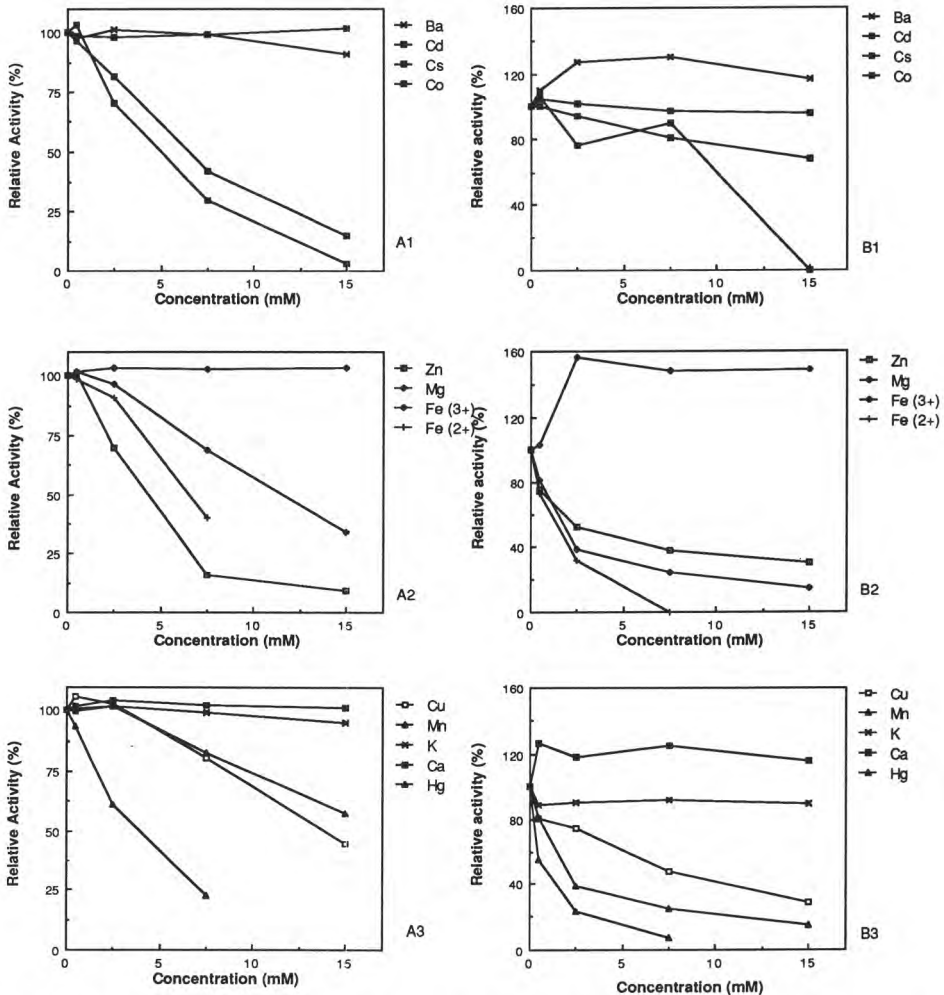 100
75
50
25
0
Relative Activity (%)
0 5 10 15
Concentration (mM)
Ba
Cd
Cs
Co
A1
160
120
80
40
0
Relative activity (%)
0 5 10 15
Concentration (mM)
Ba
Cd
Cs
Co
B1
100
75
50
25
0
Relative Activity (%)
0 5 10 15
Concentration (mM)
Zn
Mg
Fe (3+)
Fe (2+)
A2
160
120
80
40
0
Relative activity (%)
0 5 10 15
Concentration (mM)
Zn
Mg
Fe (3+)
Fe (2+)
B2
100
75
50
25
0
Relative Activity (%)
0 5 10 15
Concentration (mM)
Cu
Mn
K
Ca
Hg
A3
160
120
80
40
0
Relative activity (%)
0 5 10 15
Concentration (mM)
Cu
Mn
K
Ca
Hg
B3